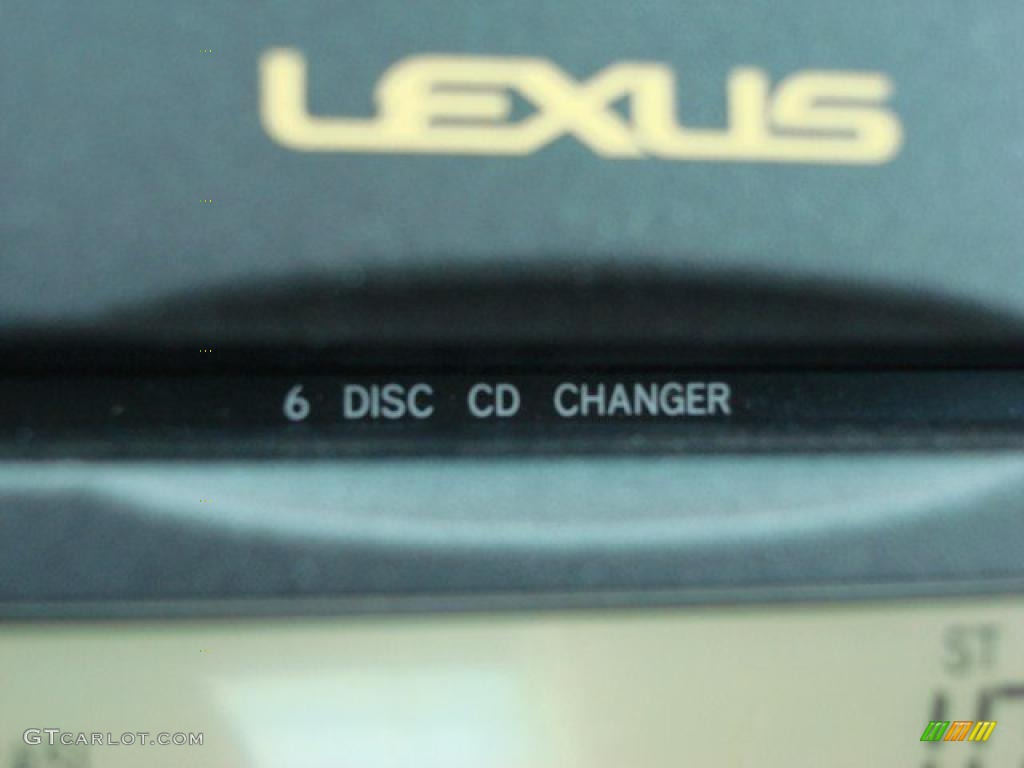 LEXUS
6 DISC CD CHANGER
ST
GTCARLOT.COM